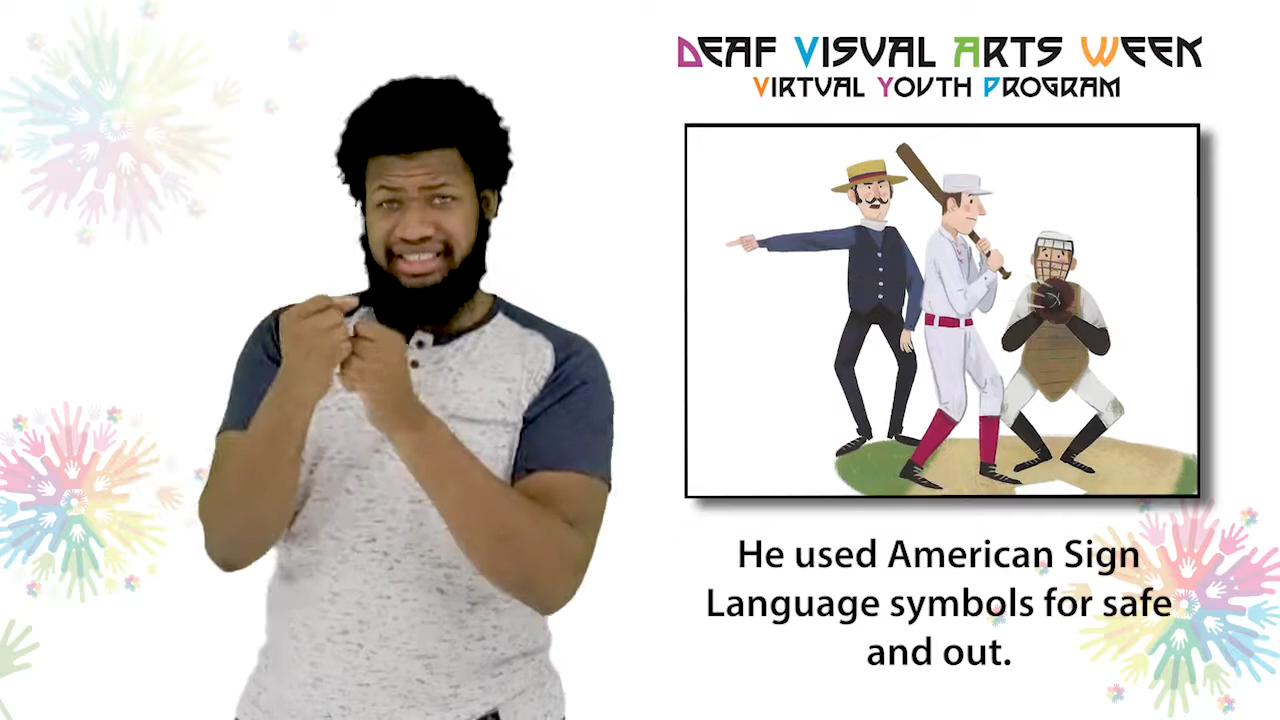 DEAF VISUAL ARTS WEEK
VIRTUAL YOUTH PROGRAM
He used American Sign
Language symbols for safe
and out.